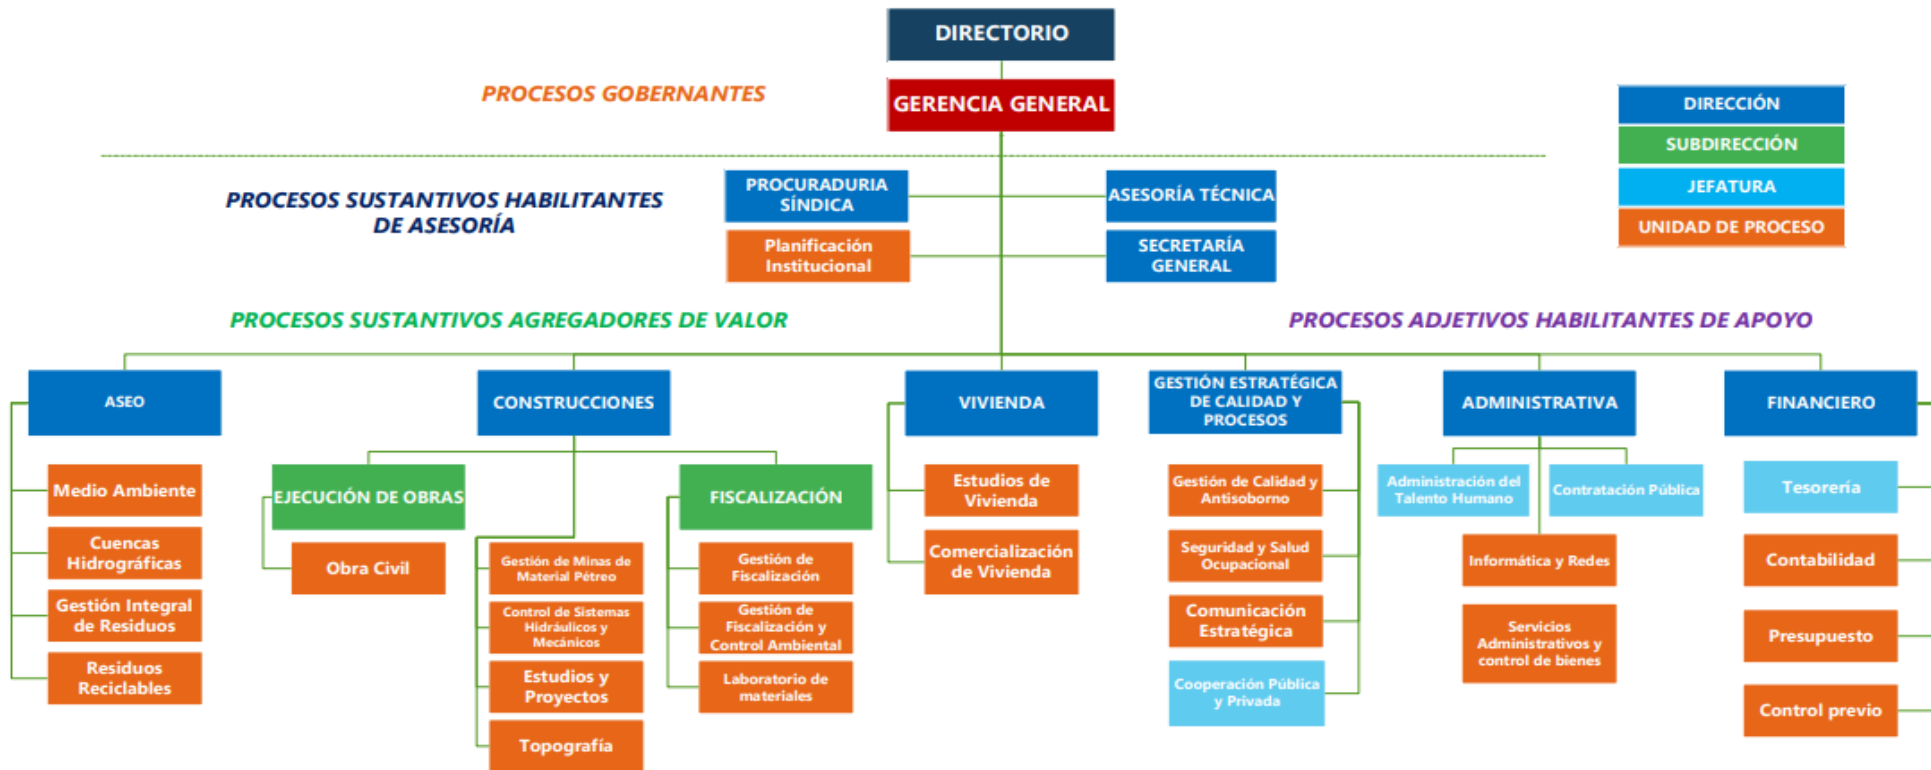 DIRECTORIO
PROCESOS GOBERNANTES
GERENCIA GENERAL
DIRECCIÓN
SUBDIRECCIÓN
JEFATURA
UNIDAD DE PROCESO
PROCESOS SUSTANTIVOS HABILITANTES
DE ASESORÍA
PROCURADURIA
SÍNDICA
ASESORÍA TÉCNICA
Planificación
Institucional
SECRETARÍA
GENERAL
PROCESOS SUSTANTIVOS AGREGADORES DE VALOR
PROCESOS ADJETIVOS HABILITANTES DE APOYO
ASEO
Medio Ambiente
Cuencas
Hidrográficas
Gestión Integral
de Residuos
Residuos
Reciclables
CONSTRUCCIONES
EJECUCIÓN DE OBRAS
Obra Civil
Gestión de Minas de
Material Pétreo
Control de Sistemas
Hidráulicos y
Mecánicos
Estudios y
Proyectos
Topografía
FISCALIZACIÓN
Gestión de
Fiscalización
Gestión de
Fiscalización y
Control Ambiental
Laboratorio de
materiales
VIVIENDA
Estudios de
Vivienda
Comercialización
de Vivienda
GESTIÓN ESTRATÉGICA
DE CALIDAD Y
PROCESOS
Gestión de Calidad y
Antisoborno
Seguridad y Salud
Ocupacional
Comunicación
Estratégica
Cooperación Pública
y Privada
ADMINISTRATIVA
Administración del
Talento Humano
Contratación Pública
Informática y Redes
Servicios
Administrativos y
control de bienes
FINANCIERO
Tesorería
Contabilidad
Presupuesto
Control previo